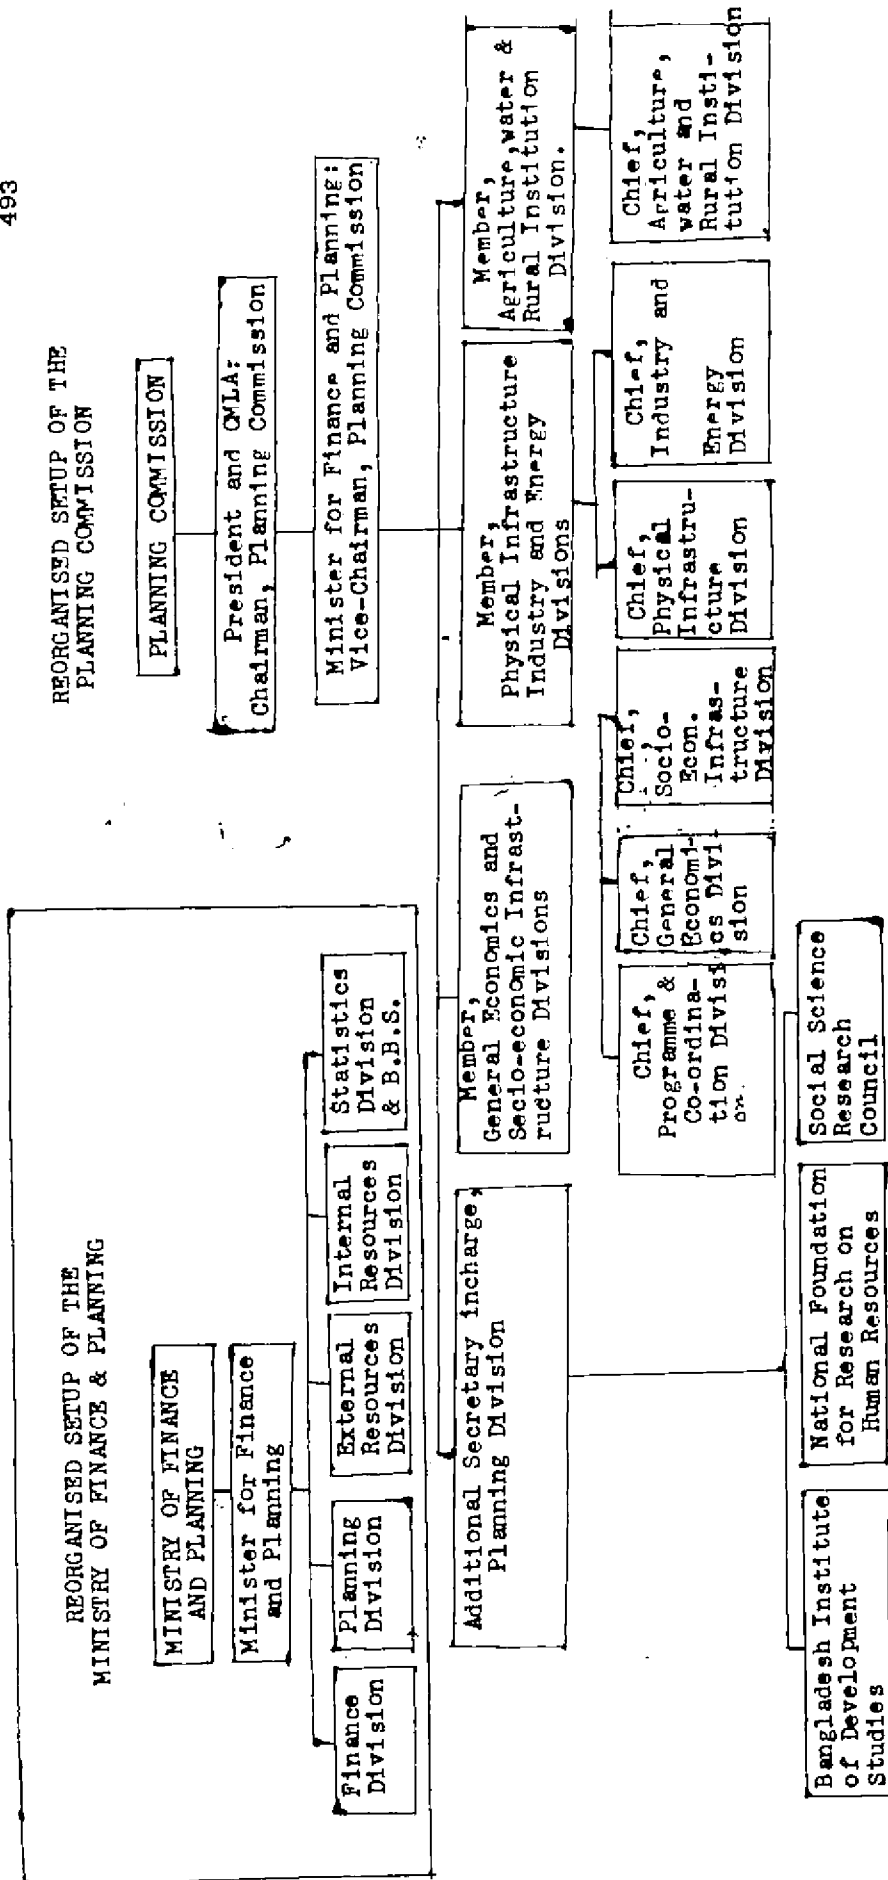 493
REORGANISED SETUP OF THE
MINISTRY OF FINANCE & PLANNING
MINISTRY OF FINANCE
AND PLANNING
Minister for Finance
and Planning
Finance
Division
Planning
Division
External
Resources
Division
Internal
Resources
Division
Statistics
Division
& B.B.S.
REORGANISED SETUP OF THE
PLANNING COMMISSION
PLANNING COMMISSION
President and CMLA:
Chairman, Planning Commission
Minister for Finance and Planning:
Vice-Chairman, Planning Commission
Additional Secretary incharge,
Planning Division
Member,
General Economics and
Secio-economic Infrast-
ructure Divisions
Member,
Physical Infrastructure
Industry and Energy
Divisions
Member,
Agriculture,water &
Rural Institution
Division.
Chief,
Programme &
Co-ordina-
tion Divisi
on.
Chief,
General
Economi-
cs Divi-
sion
Chief,
Socio-
Econ.
Infras-
tructure
Division
Chief,
Physical
Infrastru-
cture
Division
Chief,
Industry and
Energy
Division
Chief,
Agriculture,
water and
Rural Insti-
tution Division
Bangladesh Institute
of Development
Studies
National Foundation
for Research on
Human Resources
Social Science
Research
Council